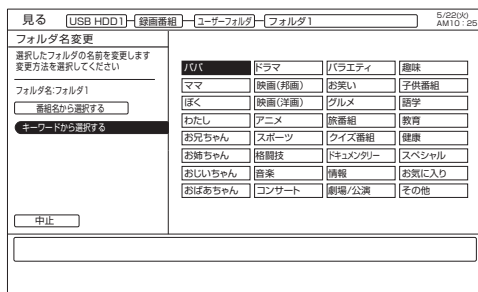 見る USB HDD1 録画番組 ユーザーフォルダ フォルダ1 5/22(火)
AM10:25
フォルダ名変更
選択したフォルダの名前を変更します
変更方法を選択してください
フォルダ名:フォルダ1
番組名から選択する
キーワードから選択する
中止
パパ ドラマ バラエティ 趣味
ママ 映画(邦画) お笑い 子供番組
ぼく 映画(洋画) グルメ 語学
わたし アニメ 旅番組 教育
お兄ちゃん スポーツ クイズ番組 健康
お姉ちゃん 格闘技 ドキュメンタリー スペシャル
おじいちゃん 音楽 情報 お気に入り
おばあちゃん コンサート 劇場/公演 その他